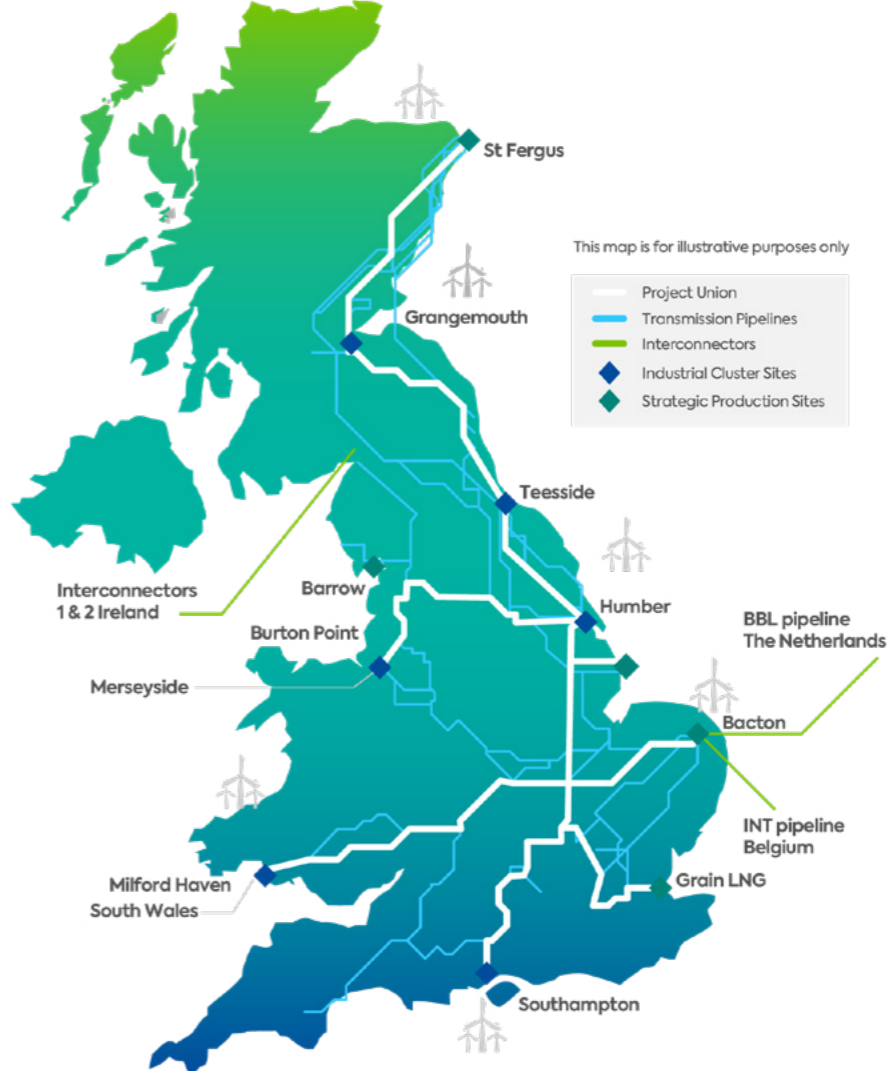 St Fergus
This map is for illustrative purposes only
Project Union
Transmission Pipelines
Interconnectors
Industrial Cluster Sites
Strategic Production Sites
Grangemouth
Teesside
Interconnectors
1 & 2 Ireland
Barrow
Humber
BBL pipeline
The Netherlands
Burton Point
Merseyside
Bacton
INT pipeline
Belgium
Milford Haven
South Wales
Grain LNG
Southampton